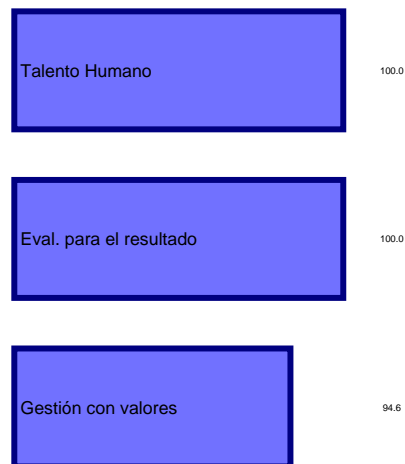 Talento Humano 100.0
Eval. para el resultado 100.0
Gestión con valores 94.6